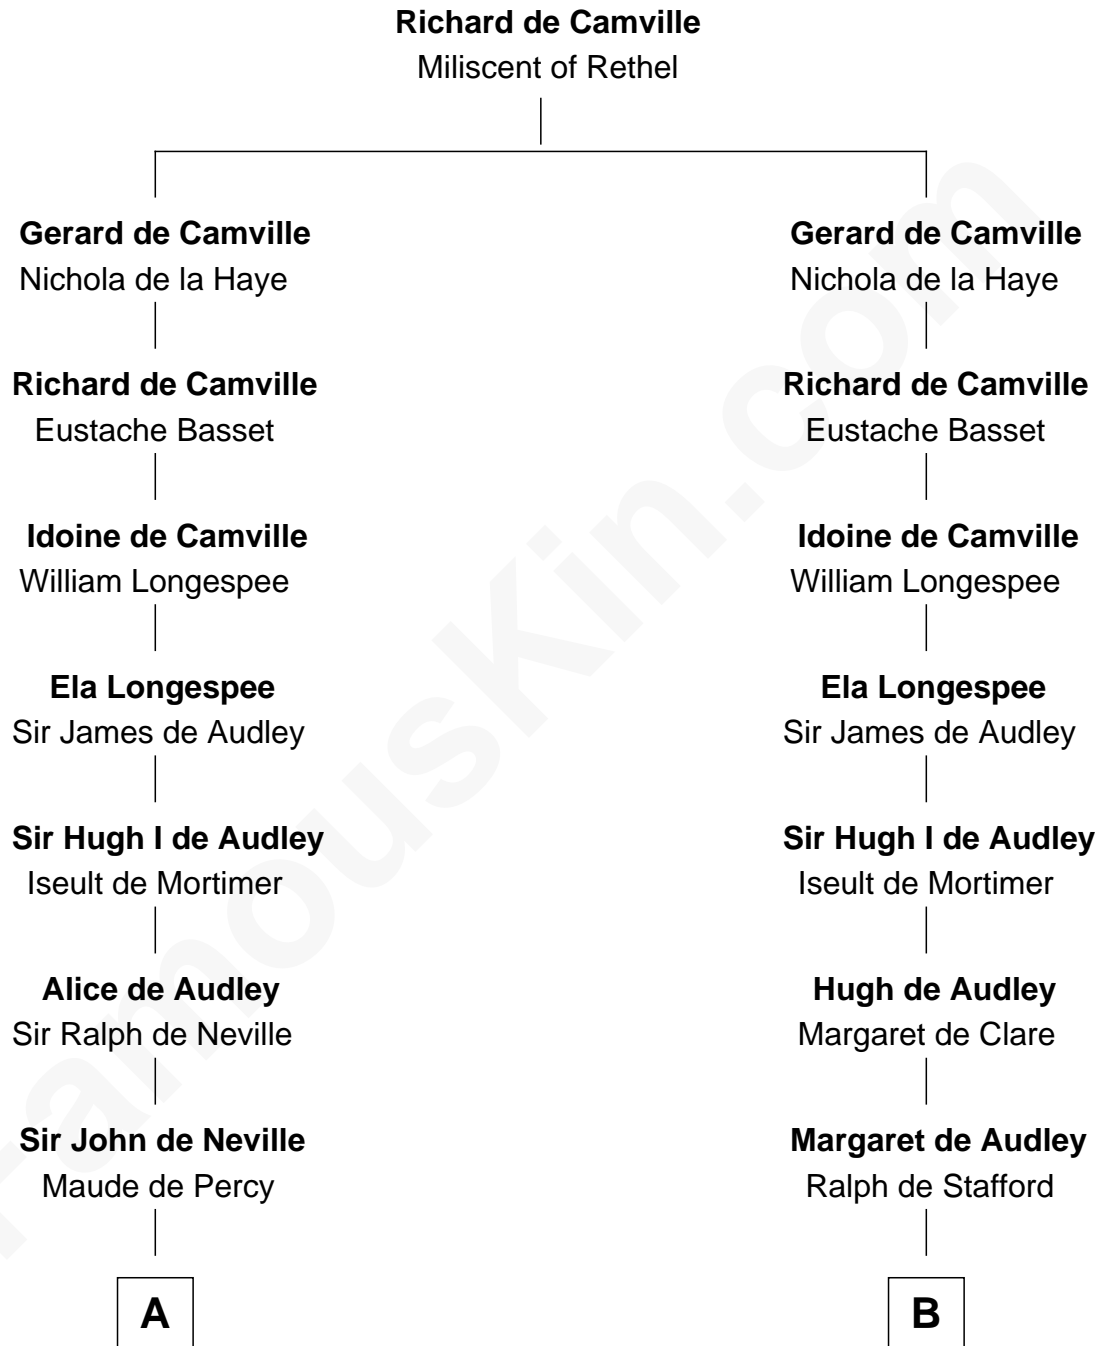 Richard de Camville
Miliscent of Rethel
Gerard de Camville
Nichola de la Haye
Richard de Camville
Eustache Basset
Idoine de Camville
William Longespee
Ela Longespee
Sir James de Audley
Sir Hugh I de Audley
Iseult de Mortimer
Alice de Audley
Sir Ralph de Neville
Sir John de Neville
Maude de Percy
A
Gerard de Camville
Nichola de la Haye
Richard de Camville
Eustache Basset
Idoine de Camville
William Longespee
Ela Longespee
Sir James de Audley
Sir Hugh I de Audley
Iseult de Mortimer
Hugh de Audley
Margaret de Clare
Margaret de Audley
Ralph de Stafford
B
FamousKin.com